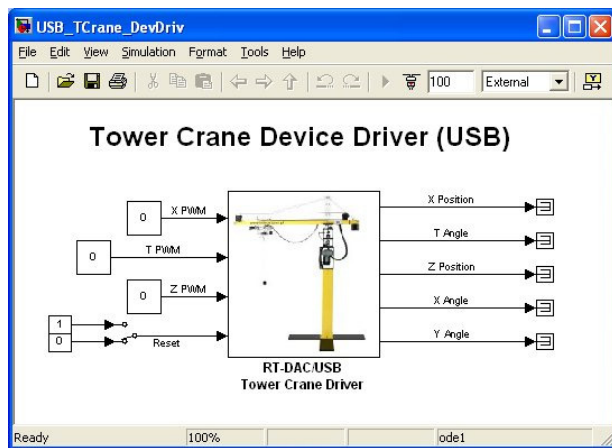 USB_TCrane_DevDriv
File Edit View Simulation Format Tools Help
100 External
Tower Crane Device Driver (USB)
0 X PWM
0 T PWM
0 Z PWM
1
0 Reset
X Position
T Angle
Z Position
X Angle
Y Angle
RT-DAC/USB
Tower Crane Driver
Ready 100% ode1